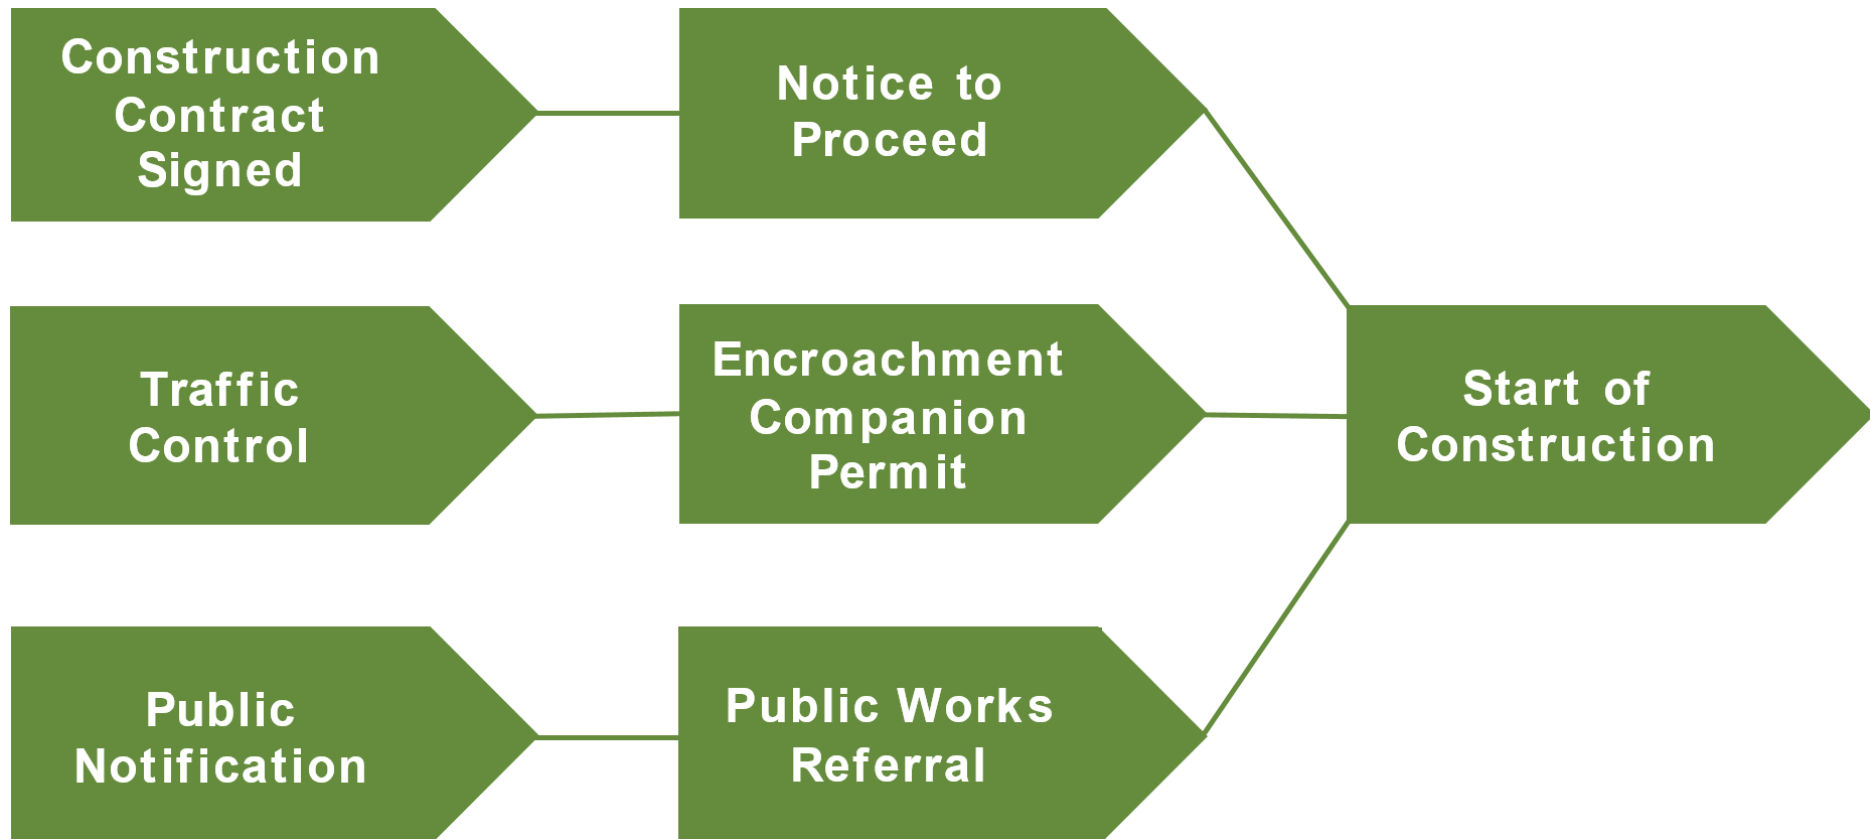 Construction
Contract
Signed
Notice to
Proceed
Traffic
Control
Encroachment
Companion
Permit
Start of
Construction
Public
Notification
Public Works
Referral